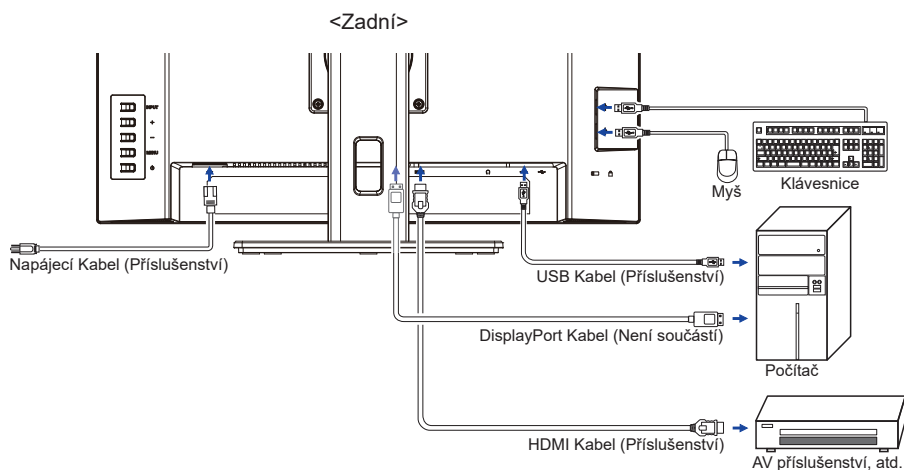 <Zadní>
INPUT
+
−
MENU
Myš
Klávesnice
Napájecí Kabel (Příslušenství)
USB Kabel (Příslušenství)
DisplayPort Kabel (Není součástí)
Počítač
HDMI Kabel (Příslušenství)
AV příslušenství, atd.